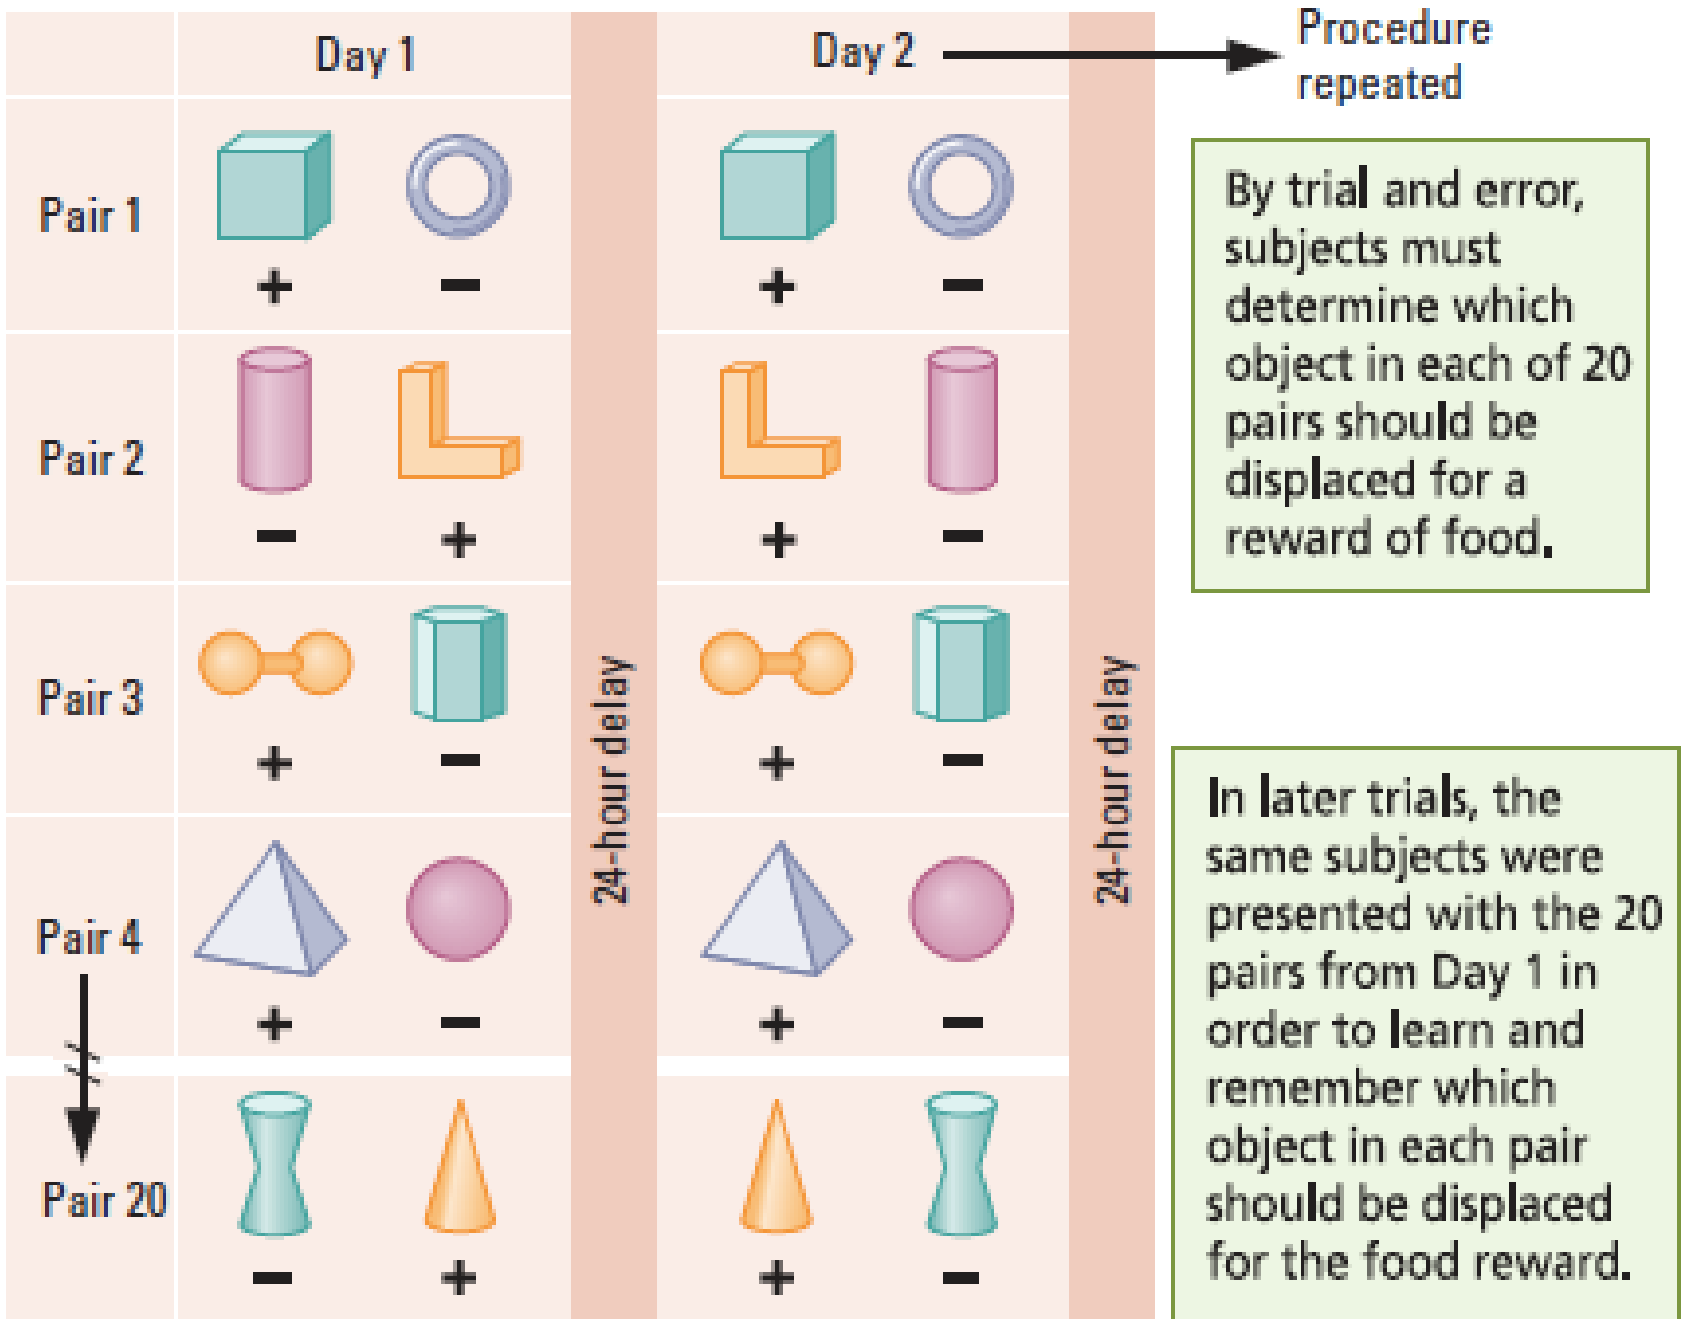 Day 1
Day 2
Procedure
repeated
Pair 1
+ −
+ −
Pair 2
− +
+ −
Pair 3
+ −
+ −
Pair 4
+ −
+ −
Pair 20
− +
+ −
24-hour delay
24-hour delay
By trial and error,
subjects must
determine which
object in each of 20
pairs should be
displaced for a
reward of food.
In later trials, the
same subjects were
presented with the 20
pairs from Day 1 in
order to learn and
remember which
object in each pair
should be displaced
for the food reward.